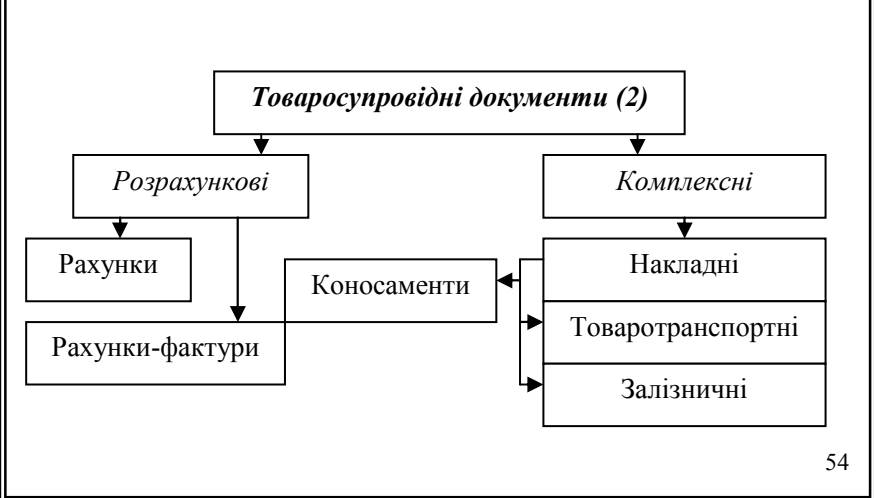 Товаросупровідні документи (2)
Розрахункові
Комплексні
Рахунки
Коносаменти
Накладні
Рахунки-фактури
Товаротранспортні
Залізничні
54